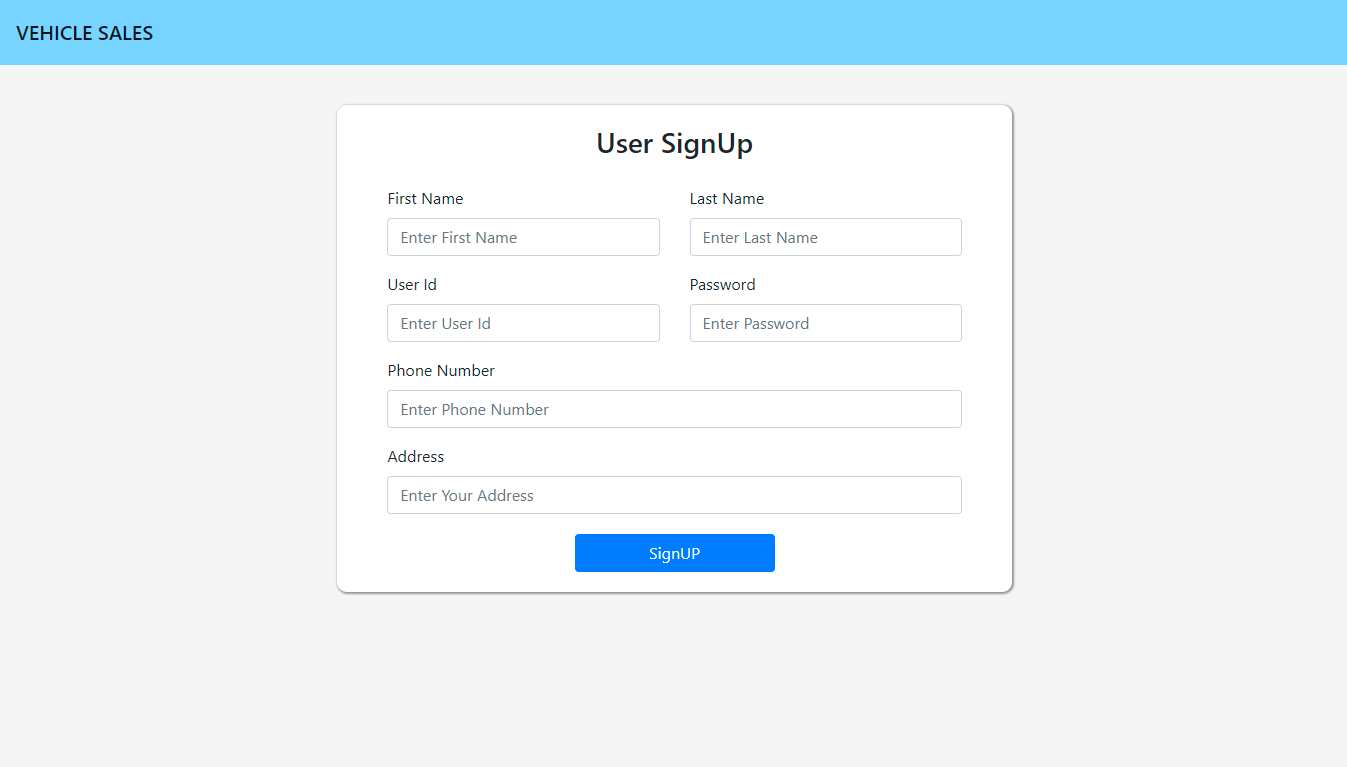 VEHICLE SALES
User SignUp
First Name Last Name
Enter First Name Enter Last Name
User Id Password
Enter User Id Enter Password
Phone Number
Enter Phone Number
Address
Enter Your Address
SignUP